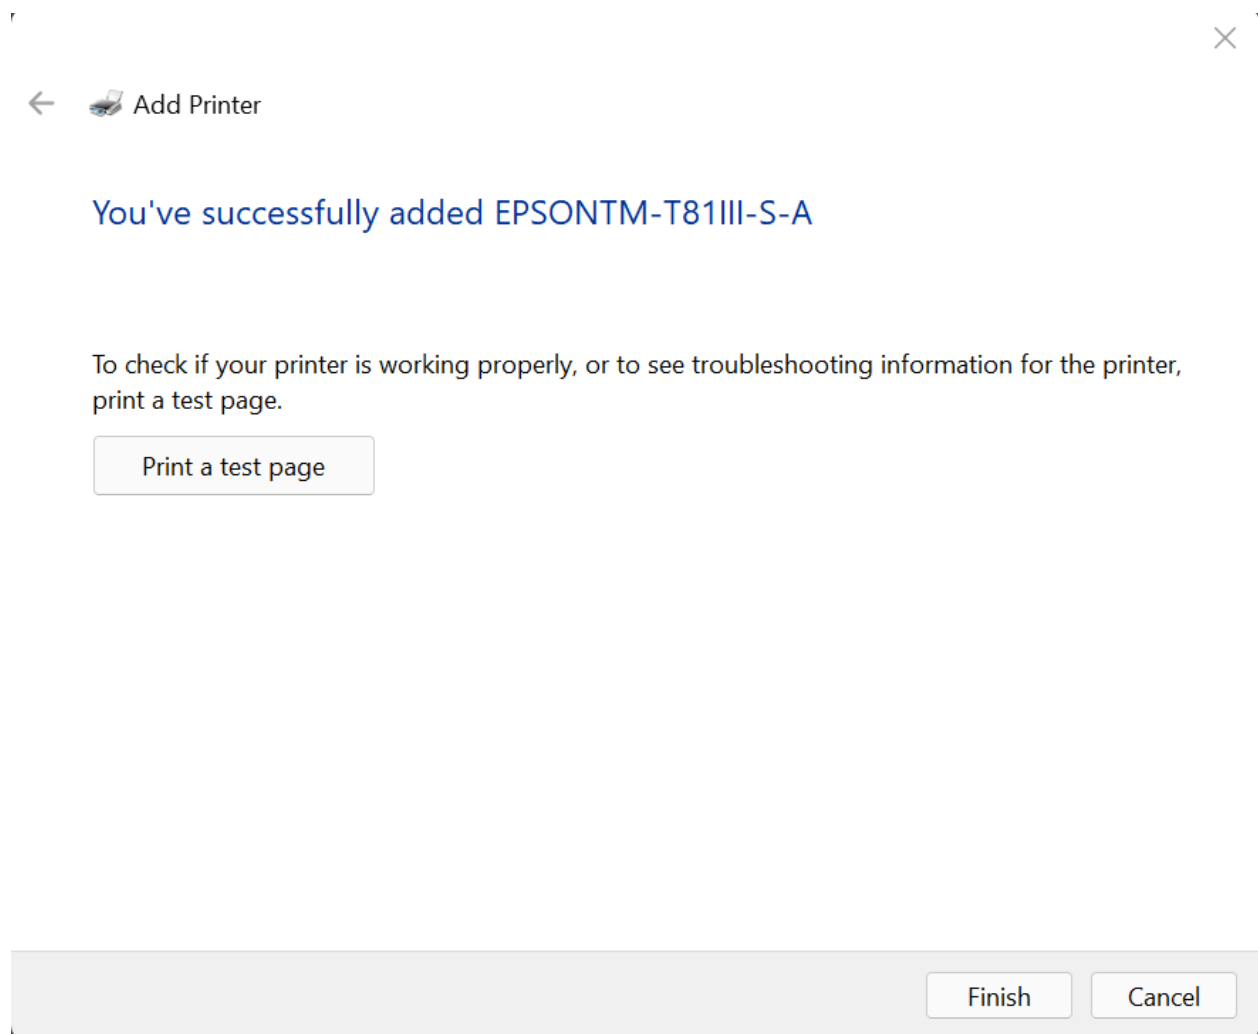 Add Printer
You've successfully added EPSONTM-T81III-S-A
To check if your printer is working properly, or to see troubleshooting information for the printer,
print a test page.
Print a test page
Finish
Cancel